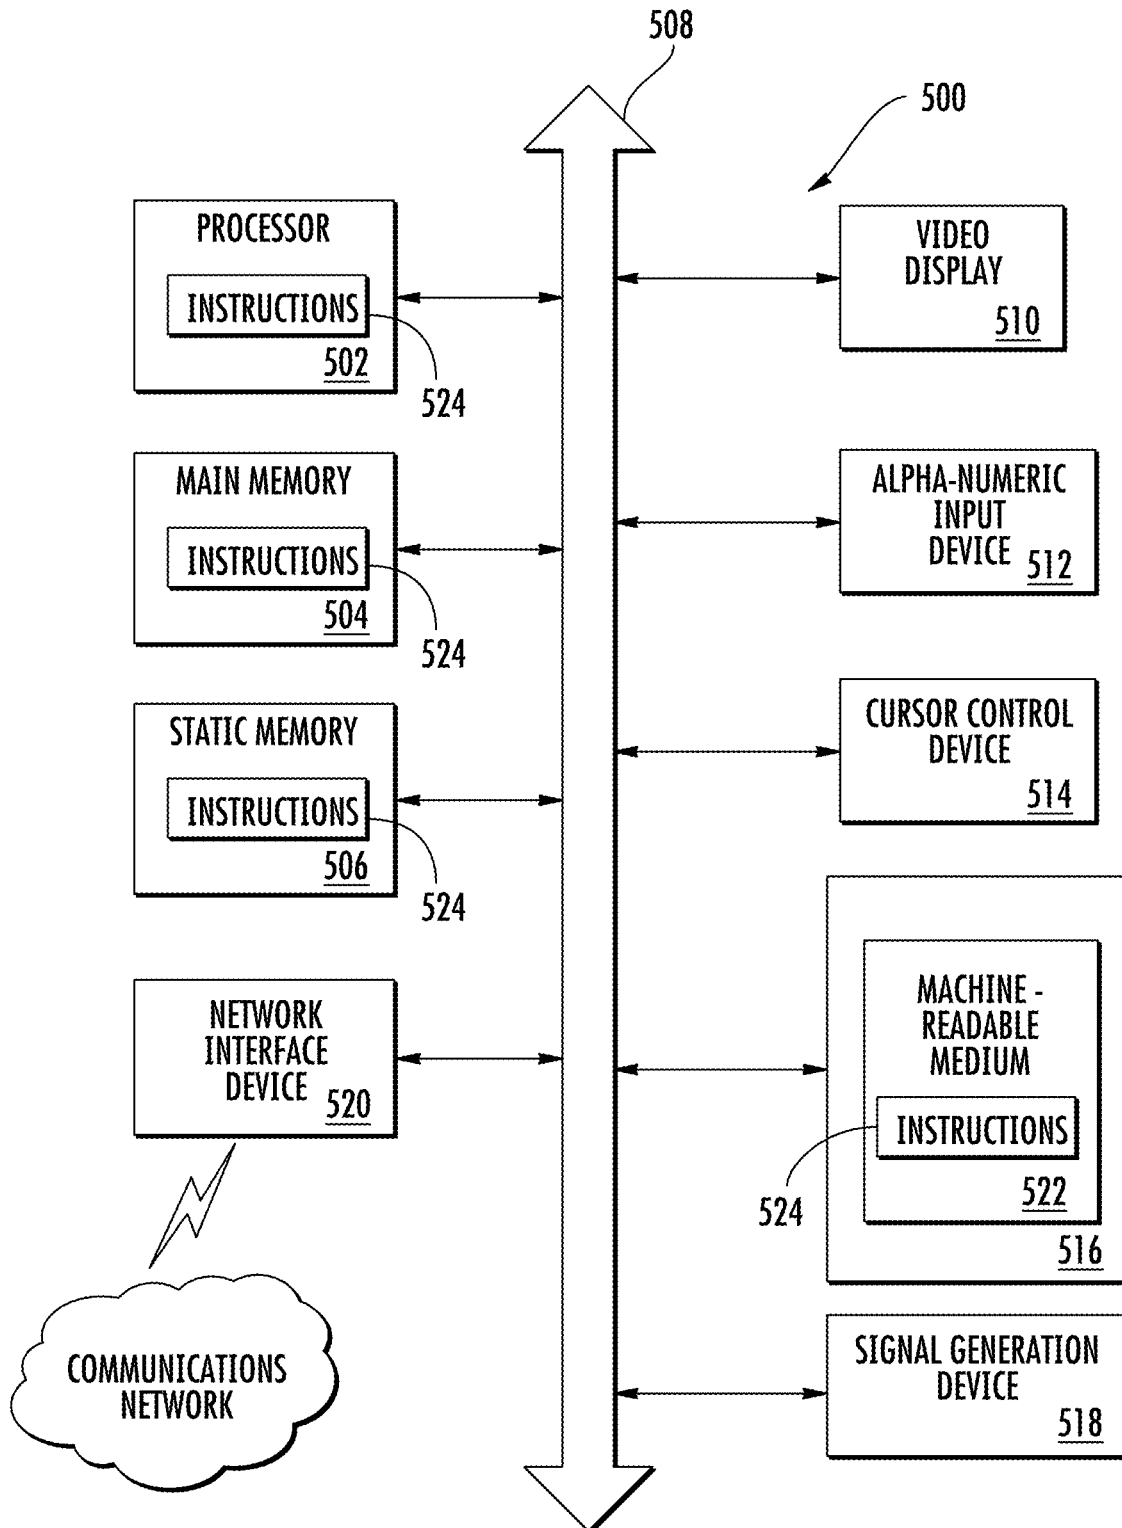 508
500
PROCESSOR
INSTRUCTIONS
502
524
MAIN MEMORY
INSTRUCTIONS
504
524
STATIC MEMORY
INSTRUCTIONS
506
524
NETWORK
INTERFACE
DEVICE
520
COMMUNICATIONS
NETWORK
VIDEO
DISPLAY
510
ALPHA-NUMERIC
INPUT
DEVICE
512
CURSOR CONTROL
DEVICE
514
MACHINE -
READABLE
MEDIUM
INSTRUCTIONS
524
522
516
SIGNAL GENERATION
DEVICE
518